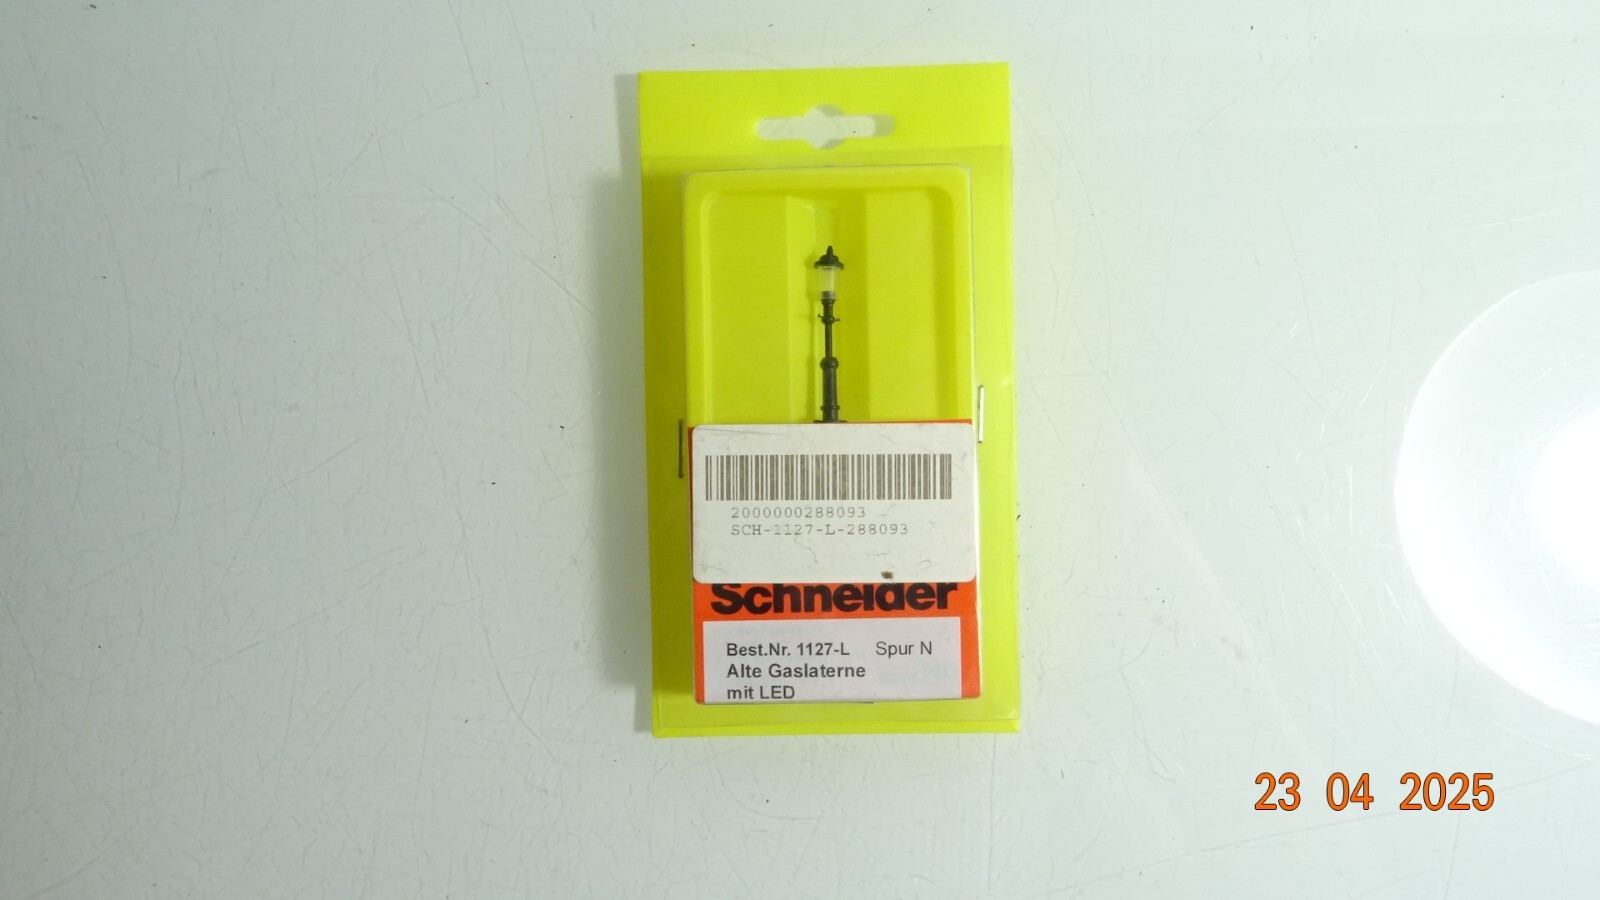 2000000288093
SCH-1127-L-288093
Schneider
Best.Nr. 1127-L Spur N
Alte Gaslaterne
mit LED
23 04 2025